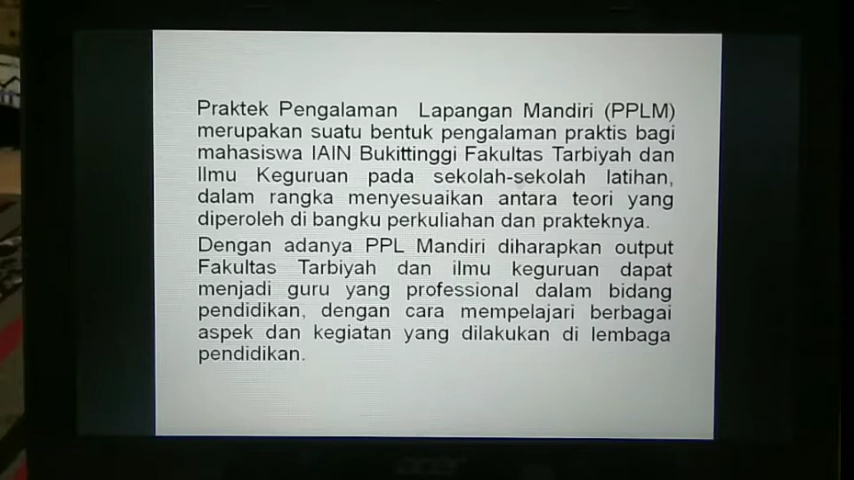 Praktek Pengalaman Lapangan Mandiri (PPLM)
merupakan suatu bentuk pengalaman praktis bagi
mahasiswa IAIN Bukittinggi Fakultas Tarbiyah dan
Ilmu Keguruan pada sekolah-sekolah latihan,
dalam rangka menyesuaikan antara teori yang
diperoleh di bangku perkuliahan dan prakteknya.
Dengan adanya PPL Mandiri diharapkan output
Fakultas Tarbiyah dan ilmu keguruan dapat
menjadi guru yang professional dalam bidang
pendidikan, dengan cara mempelajari berbagai
aspek dan kegiatan yang dilakukan di lembaga
pendidikan.
acer